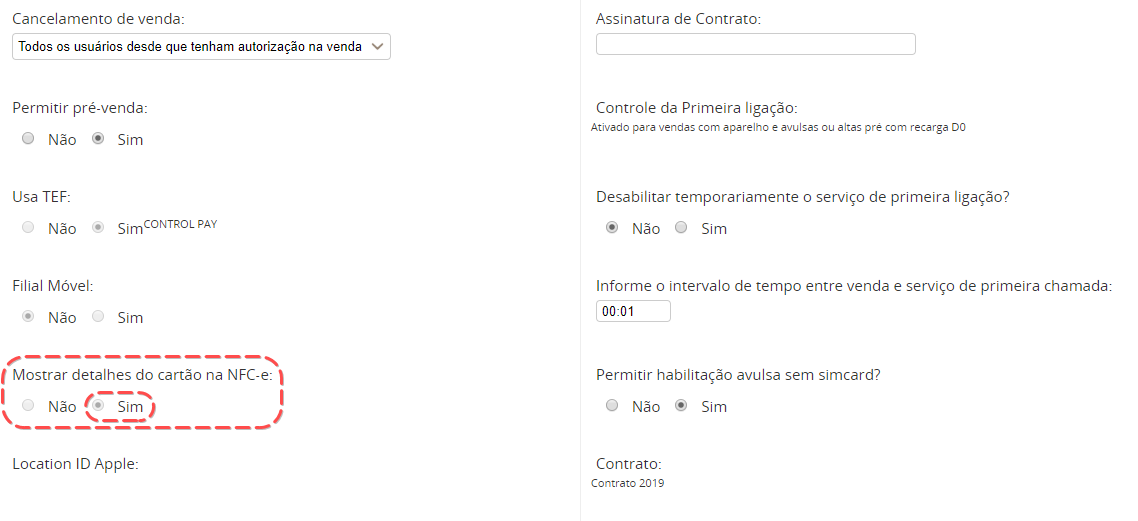 Cancelamento de venda:
Todos os usuários desde que tenham autorização na venda
Permitir pré-venda:
Não Sim
Usa TEF:
Não Sim CONTROL PAY
Filial Móvel:
Não Sim
Mostrar detalhes do cartão na NFC-e:
Não Sim
Location ID Apple:
Assinatura de Contrato:
Controle da Primeira ligação:
Ativado para vendas com aparelho e avulsas ou altas pré com recarga D0
Desabilitar temporariamente o serviço de primeira ligação?
Não Sim
Informe o intervalo de tempo entre venda e serviço de primeira chamada:
00:01
Permitir habilitação avulsa sem simcard?
Não Sim
Contrato:
Contrato 2019